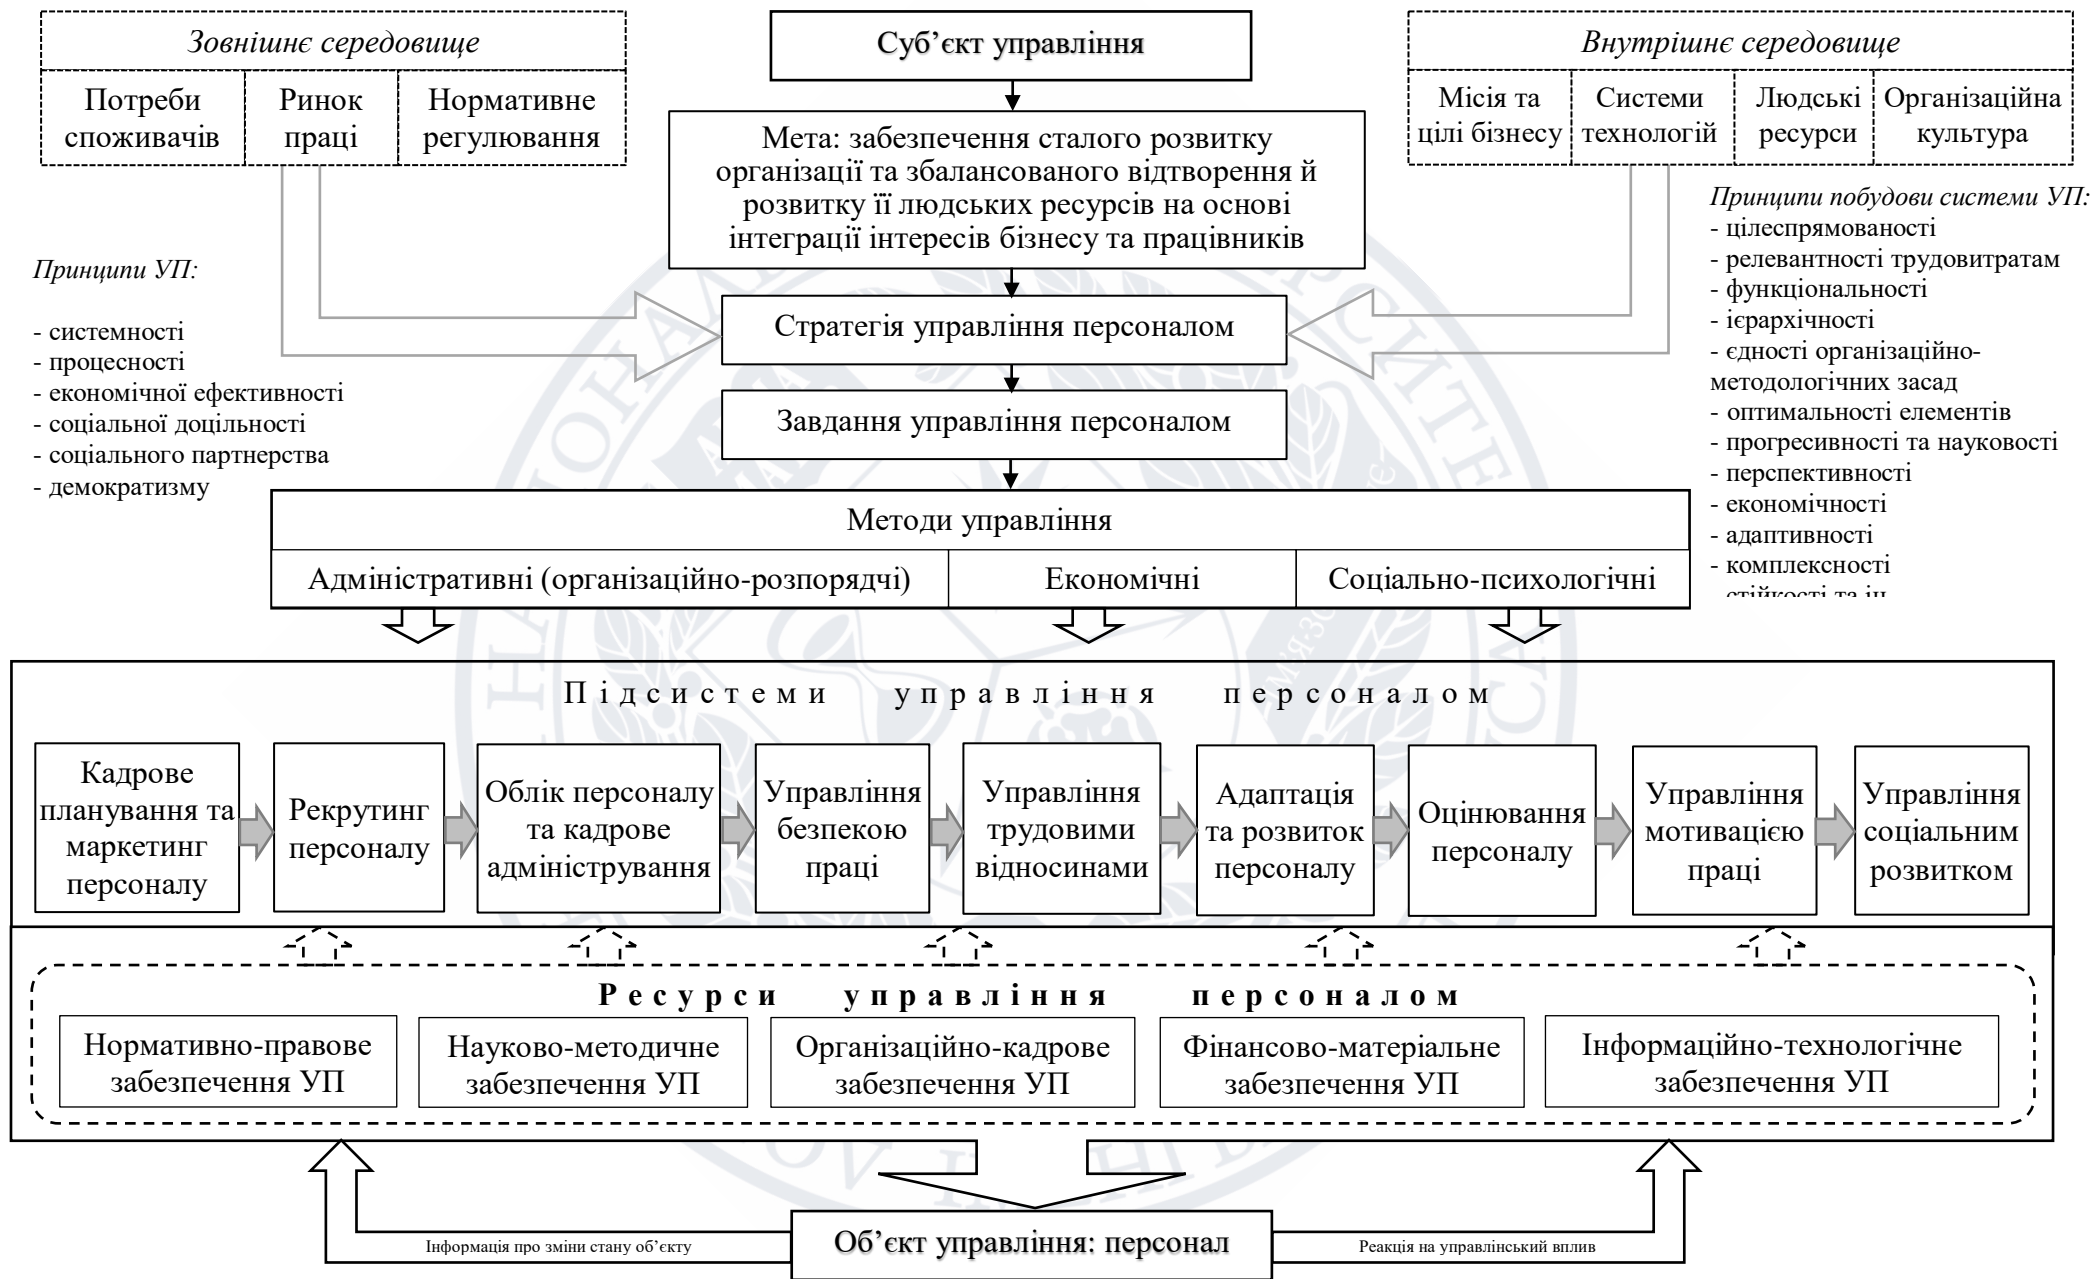 Зовнішнє середовище
Потреби
споживачів
Ринок
праці
Нормативне
регулювання
Суб’єкт управління
Мета: забезпечення сталого розвитку
організації та збалансованого відтворення й
розвитку її людських ресурсів на основі
інтеграції інтересів бізнесу та працівників
Внутрішнє середовище
Місія та
цілі бізнесу
Системи
технологій
Людські
ресурси
Організаційна
культура
Принципи УП:
- системності
- процесності
- економічної ефективності
- соціальної доцільності
- соціального партнерства
- демократизму
Стратегія управління персоналом
Завдання управління персоналом
Принципи побудови системи УП:
- цілеспрямованості
- релевантності трудовитратам
- функціональності
- ієрархічності
- єдності організаційно-
методологічних засад
- оптимальності елементів
- прогресивності та науковості
- перспективності
- економічності
- адаптивності
- комплексності
- стійкості та ін
Методи управління
Адміністративні (організаційно-розпорядчі)
Економічні
Соціально-психологічні
Підсистеми управління персоналом
Кадрове
планування та
маркетинг
персоналу
Рекрутинг
персоналу
Облік персоналу
та кадрове
адміністрування
Управління
безпекою
праці
Управління
трудовими
відносинами
Адаптація
та розвиток
персоналу
Оцінювання
персоналу
Управління
мотивацією
праці
Управління
соціальним
розвитком
Ресурси управління персоналом
Нормативно-правове
забезпечення УП
Науково-методичне
забезпечення УП
Організаційно-кадрове
забезпечення УП
Фінансово-матеріальне
забезпечення УП
Інформаційно-технологічне
забезпечення УП
Інформація про зміни стану об’єкту
Об’єкт управління: персонал
Реакція на управлінський вплив